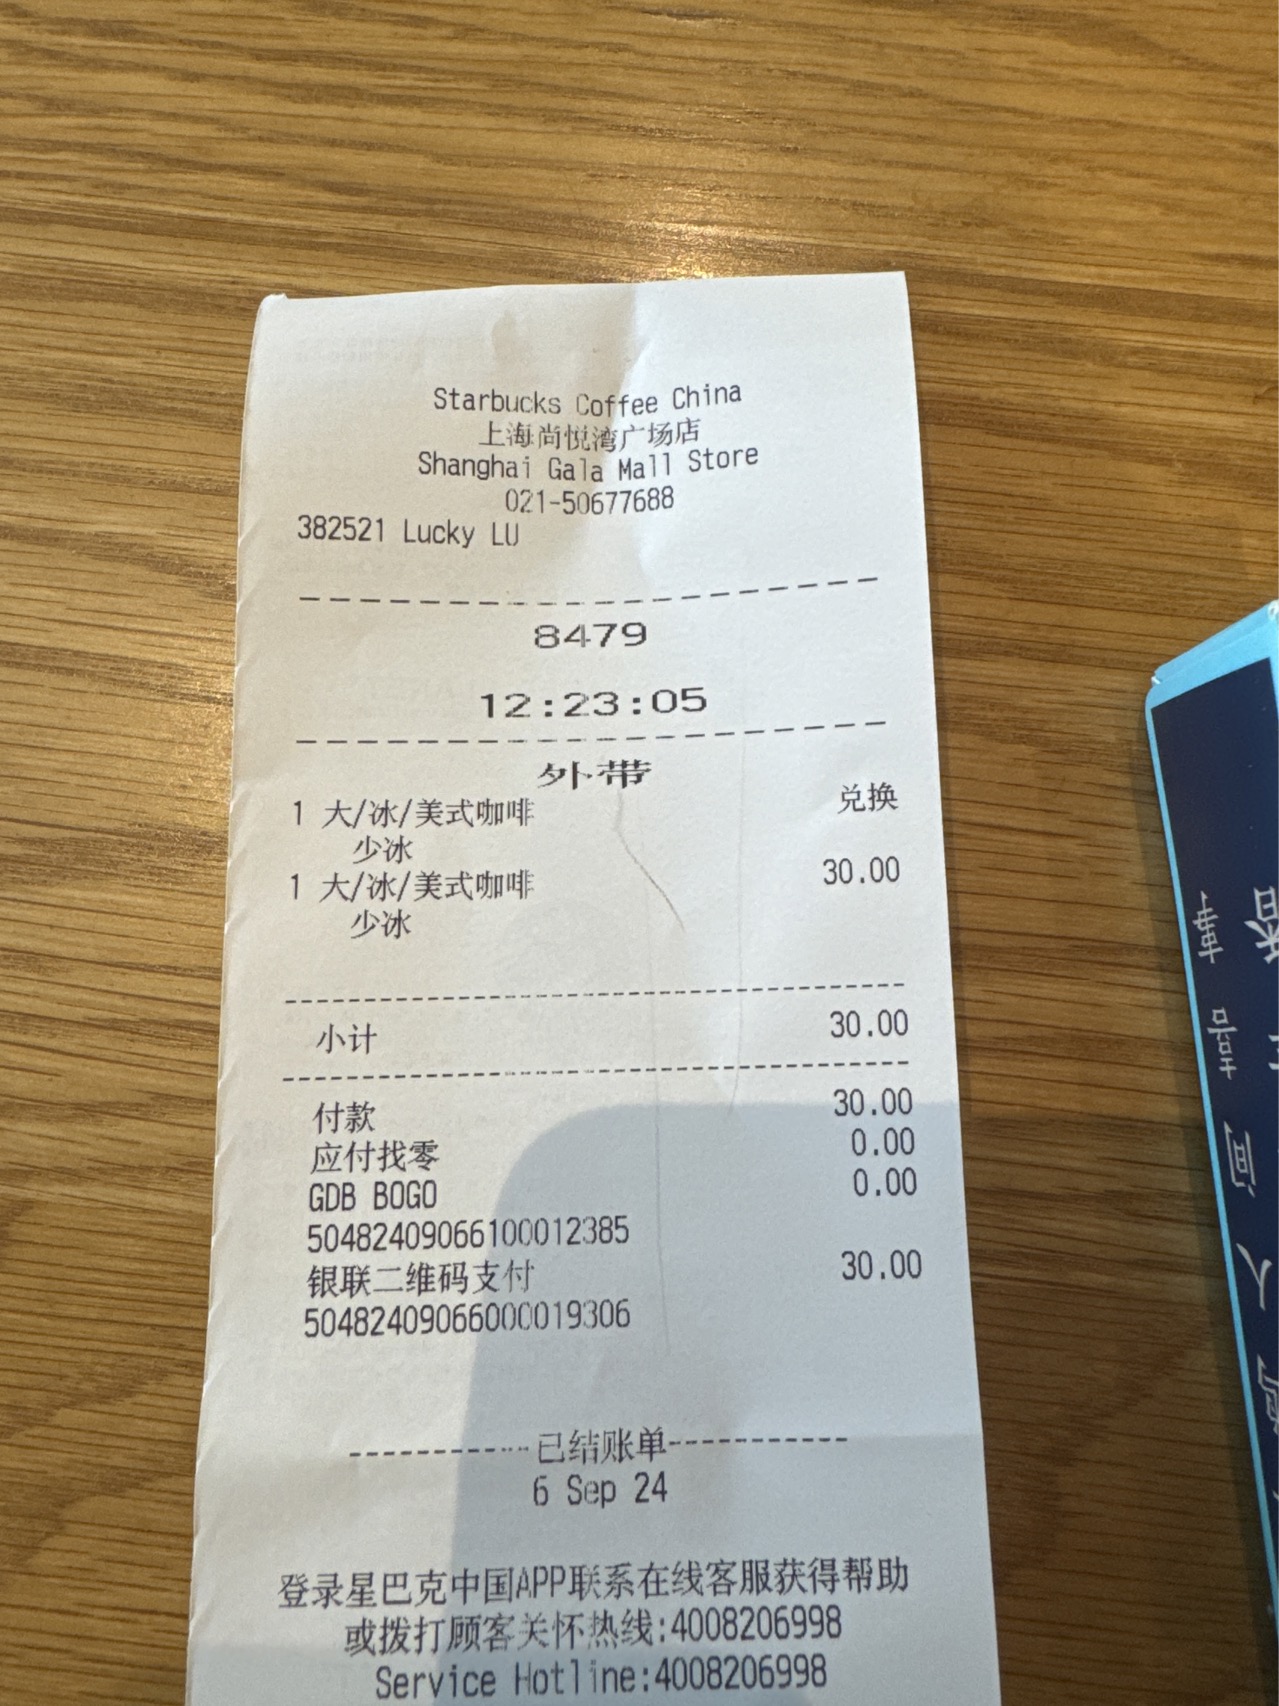 Starbucks Coffee China
上海尚悦湾广场店
Shanghai Gala Mall Store
021-50677688
382521 Lucky LU
8479
12:23:05
外带
1 大/冰/美式咖啡 兑换
少冰
1 大/冰/美式咖啡 30.00
少冰
小计 30.00
付款 30.00
应付找零 0.00
GDB BOGO 0.00
50482409066100012385
银联二维码支付 30.00
50482409066000019306
------------已结账单-----------
6 Sep 24
登录星巴克中国APP联系在线客服获得帮助
或拨打顾客关怀热线:4008206998
Service Hotline:4008206998
人 间 喜 事